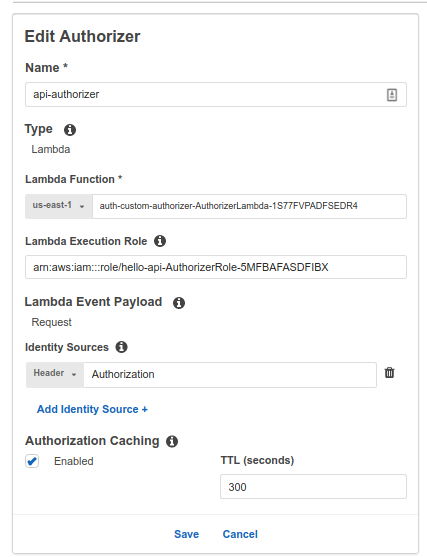 Edit Authorizer
Name *
api-authorizer
Type
Lambda
Lambda Function *
us-east-1 auth-custom-authorizer-AuthorizerLambda-1S77FVPADFSEDR4
Lambda Execution Role
arn:aws:iam:::role/hello-api-AuthorizerRole-5MFBAFASDFIBX
Lambda Event Payload
Request
Identity Sources
Header Authorization
Add Identity Source +
Authorization Caching
Enabled TTL (seconds)
300
Save Cancel